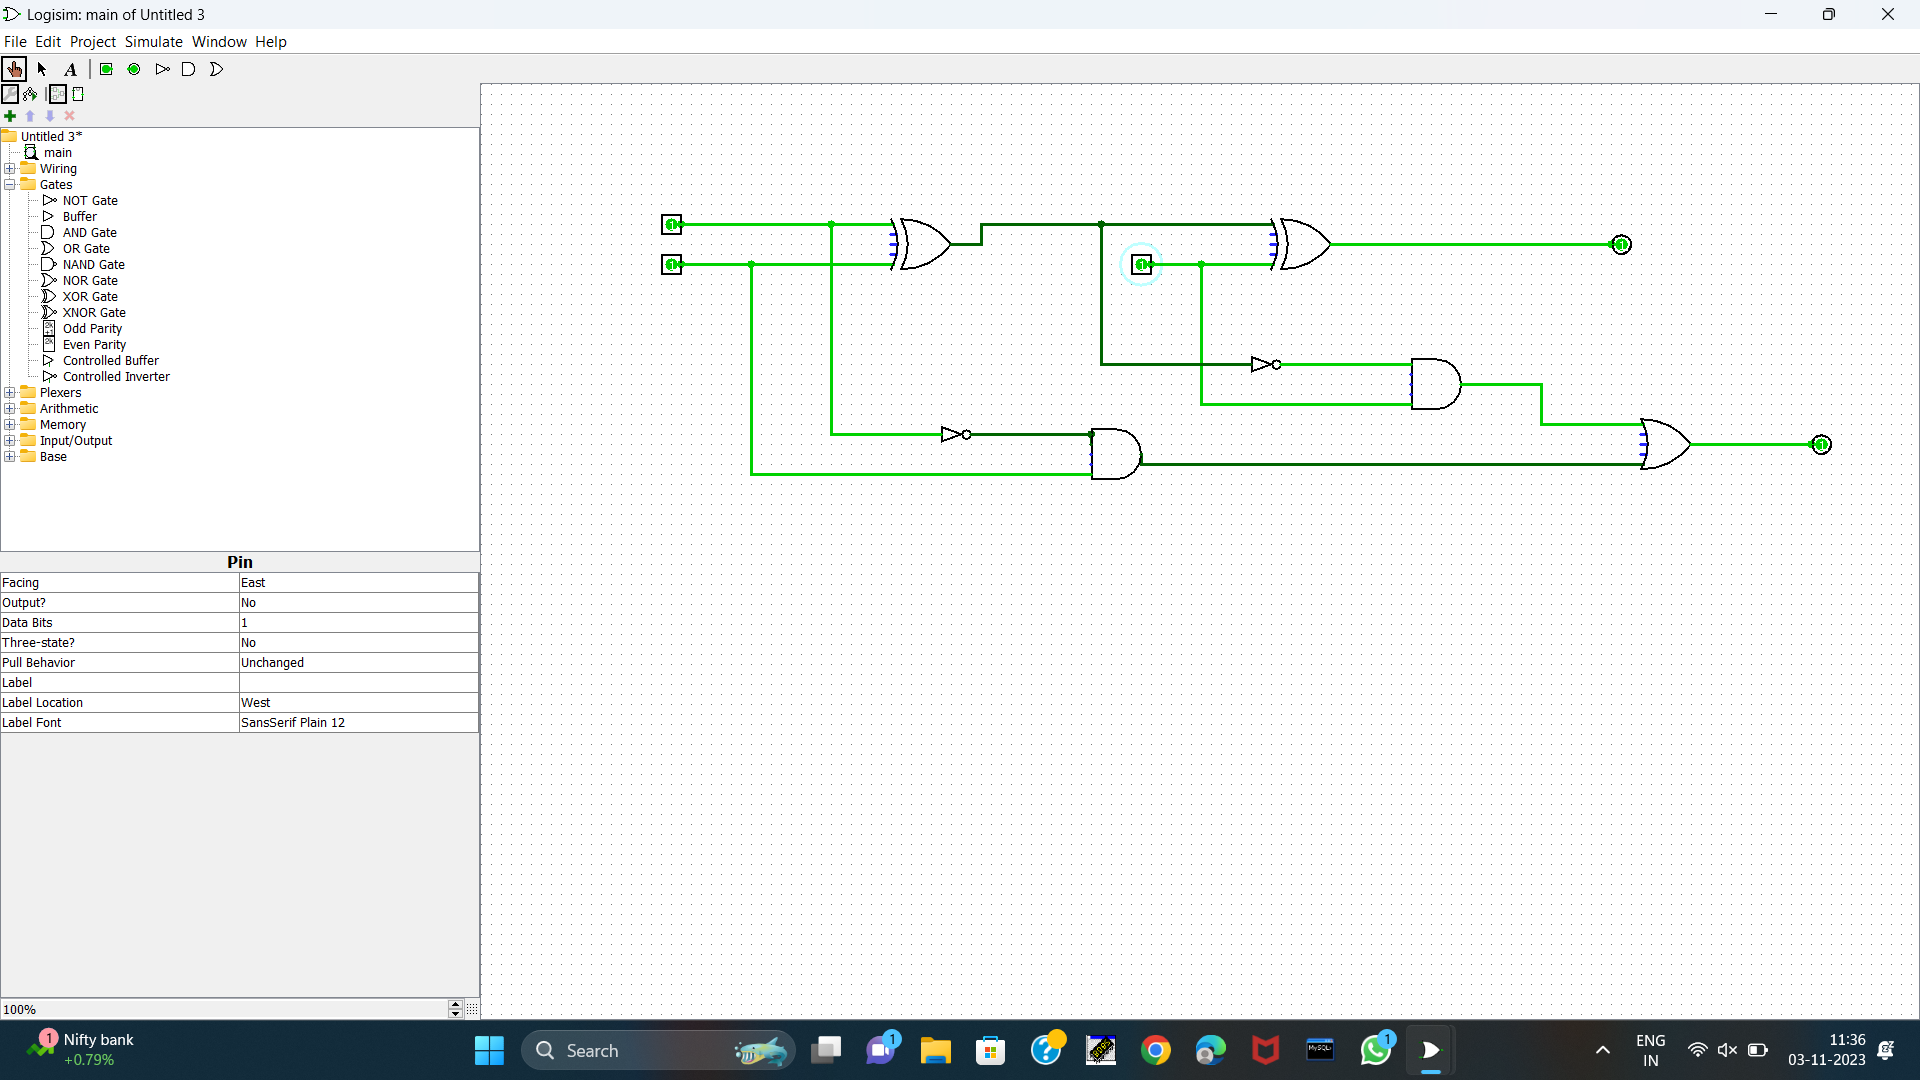 Logisim: main of Untitled 3
File Edit Project Simulate Window Help
A
Untitled 3*
main
Wiring
Gates
NOT Gate
Buffer
AND Gate
OR Gate
NAND Gate
NOR Gate
XOR Gate
XNOR Gate
Odd Parity
Even Parity
Controlled Buffer
Controlled Inverter
Plexers
Arithmetic
Memory
Input/Output
Base
1
1
1
1
1
Pin
Facing East
Output? No
Data Bits 1
Three-state? No
Pull Behavior Unchanged
Label
Label Location West
Label Font SansSerif Plain 12
100%
1 Nifty bank
+0.79%
Search
1
MySQL
1
ENG
IN
11:36
03-11-2023